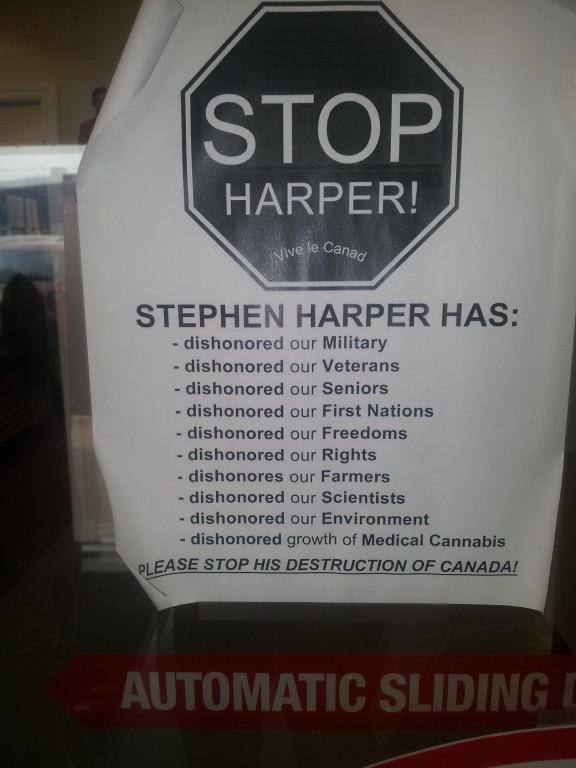 STOP
HARPER!
¡Vive le Canad
STEPHEN HARPER HAS:
- dishonored our Military
- dishonored our Veterans
- dishonored our Seniors
- dishonored our First Nations
- dishonored our Freedoms
- dishonored our Rights
- dishonores our Farmers
- dishonored our Scientists
- dishonored our Environment
- dishonored growth of Medical Cannabis
PLEASE STOP HIS DESTRUCTION OF CANADA!
AUTOMATIC SLIDING